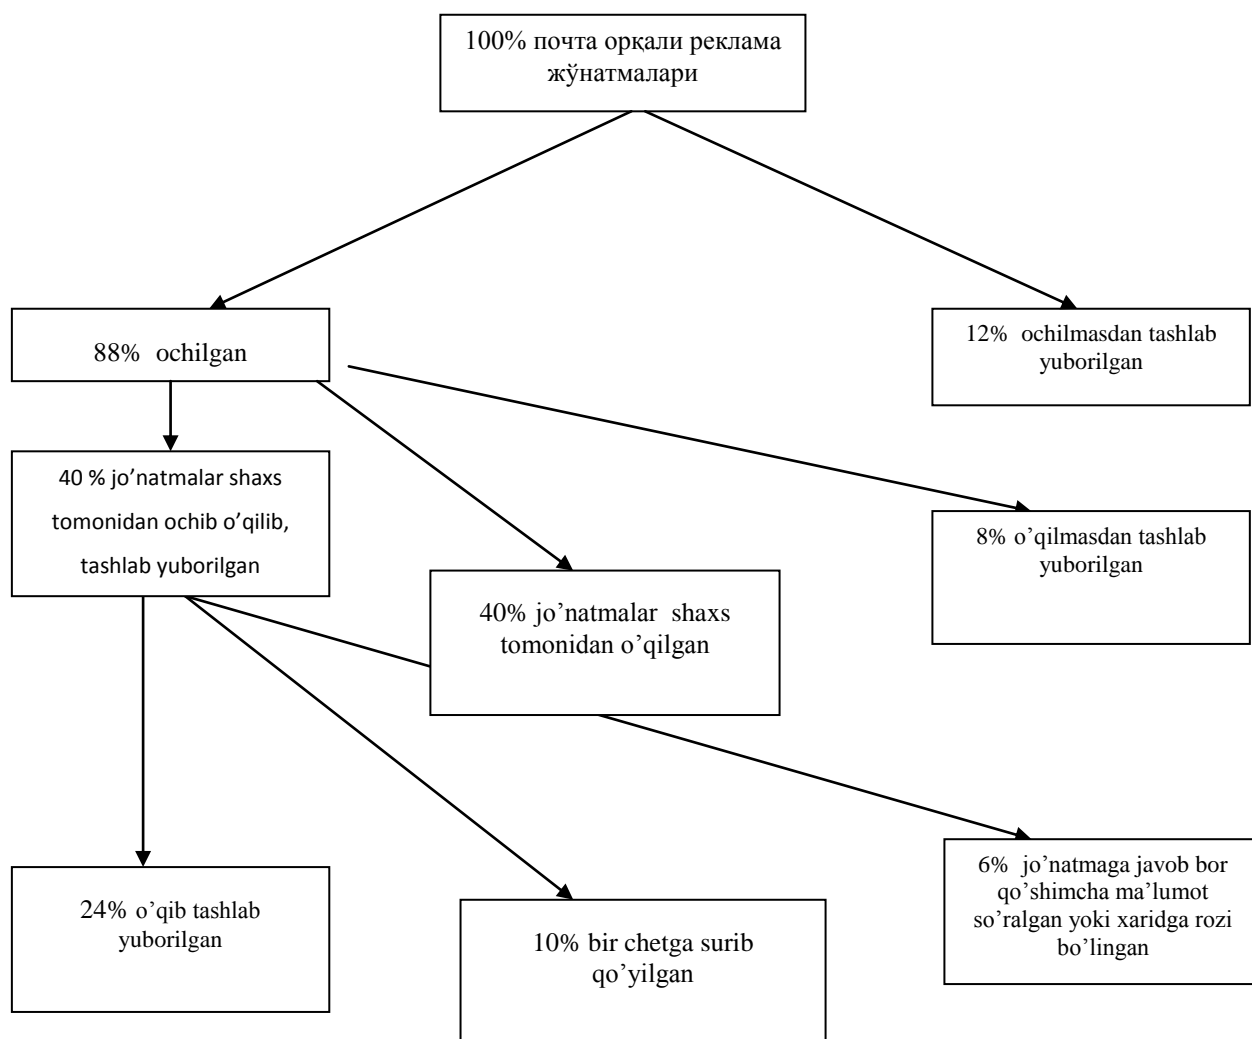 100% почта орқали реклама
жўнатмалари
88% ochilgan
12% ochilmasdan tashlab
yuborilgan
40 % jo’natmalar shaxs
tomonidan ochib o’qilib,
tashlab yuborilgan
8% o’qilmasdan tashlab
yuborilgan
40% jo’natmalar shaxs
tomonidan o’qilgan
24% o’qib tashlab
yuborilgan
10% bir chetga surib
qo’yilgan
6% jo’natmaga javob bor
qo’shimcha ma’lumot
so’ralgan yoki xaridga rozi
bo’lingan